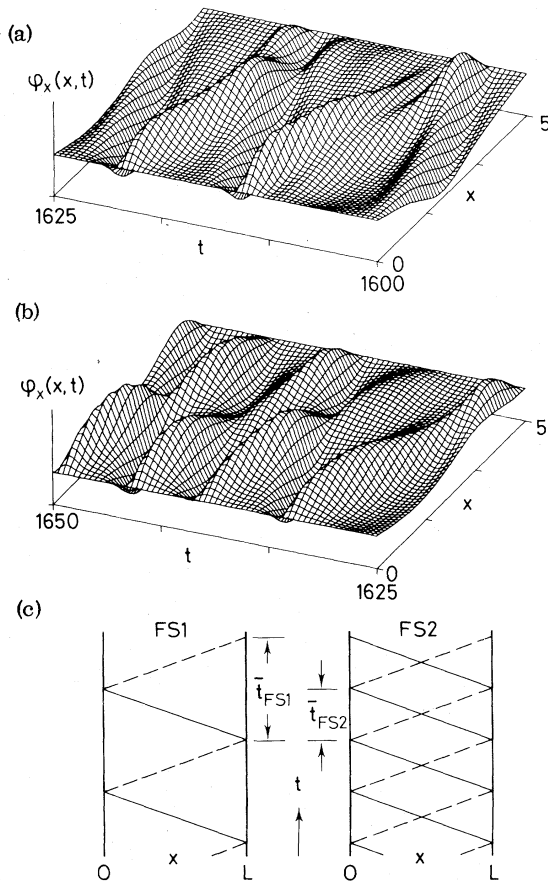 (a)
φx(x,t)
5
x
1625
t
0
1600
(b)
φx(x,t)
5
x
1650
t
0
1625
(c)
FS1
FS2
t̄FS1
t̄FS2
t
O
x
L
O
x
L